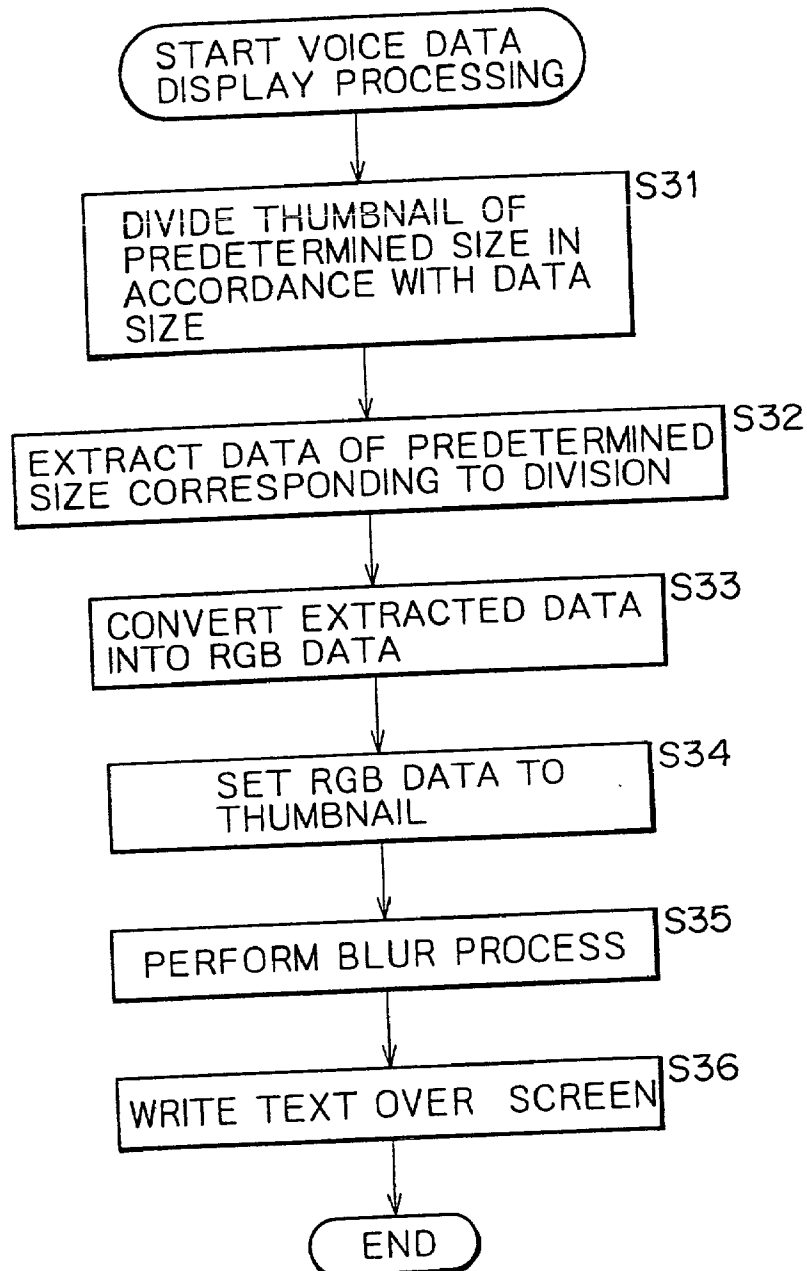 START VOICE DATA
DISPLAY PROCESSING
S31
DIVIDE THUMBNAIL OF
PREDETERMINED SIZE IN
ACCORDANCE WITH DATA
SIZE
S32
EXTRACT DATA OF PREDETERMINED
SIZE CORRESPONDING TO DIVISION
S33
CONVERT EXTRACTED DATA
INTO RGB DATA
S34
SET RGB DATA TO
THUMBNAIL
S35
PERFORM BLUR PROCESS
S36
WRITE TEXT OVER SCREEN
END